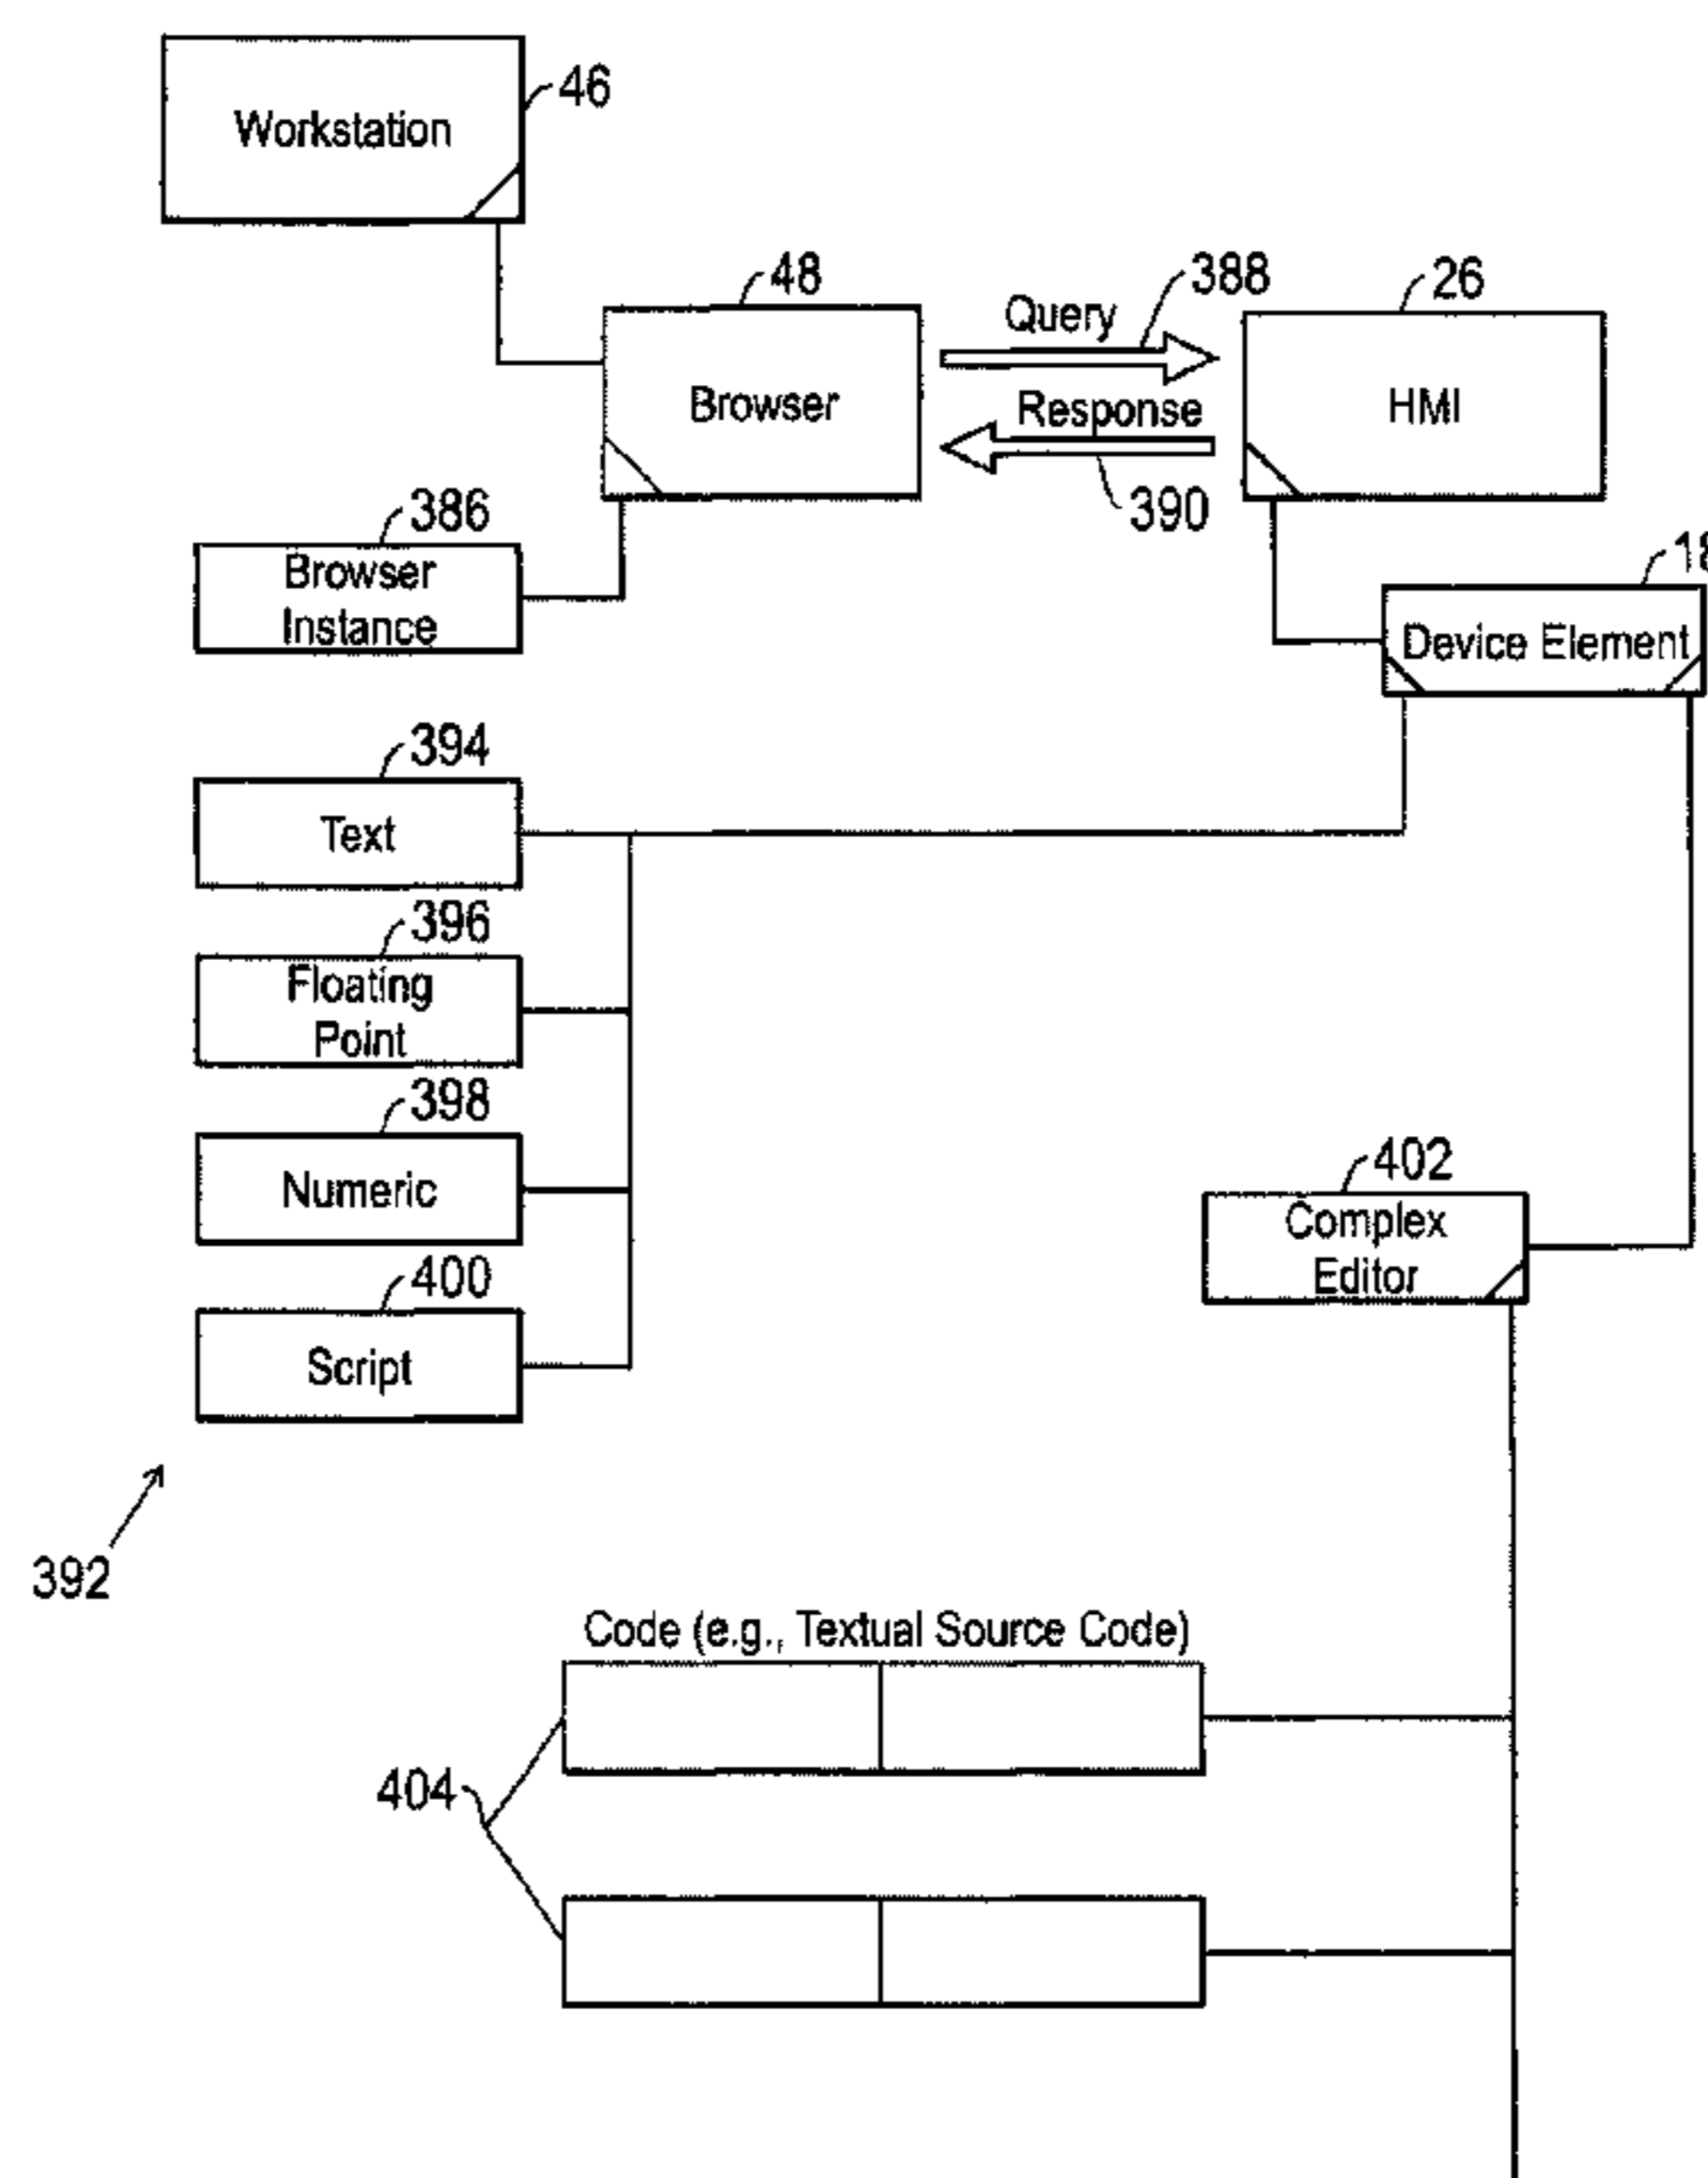 46
Workstation
48
388
26
Query
Browser
Response
HMI
390
386
Browser
Instance
18
Device Element
394
Text
396
Floating
Point
398
Numeric
402
Complex
Editor
400
Script
392
Code (e.g., Textual Source Code)
404